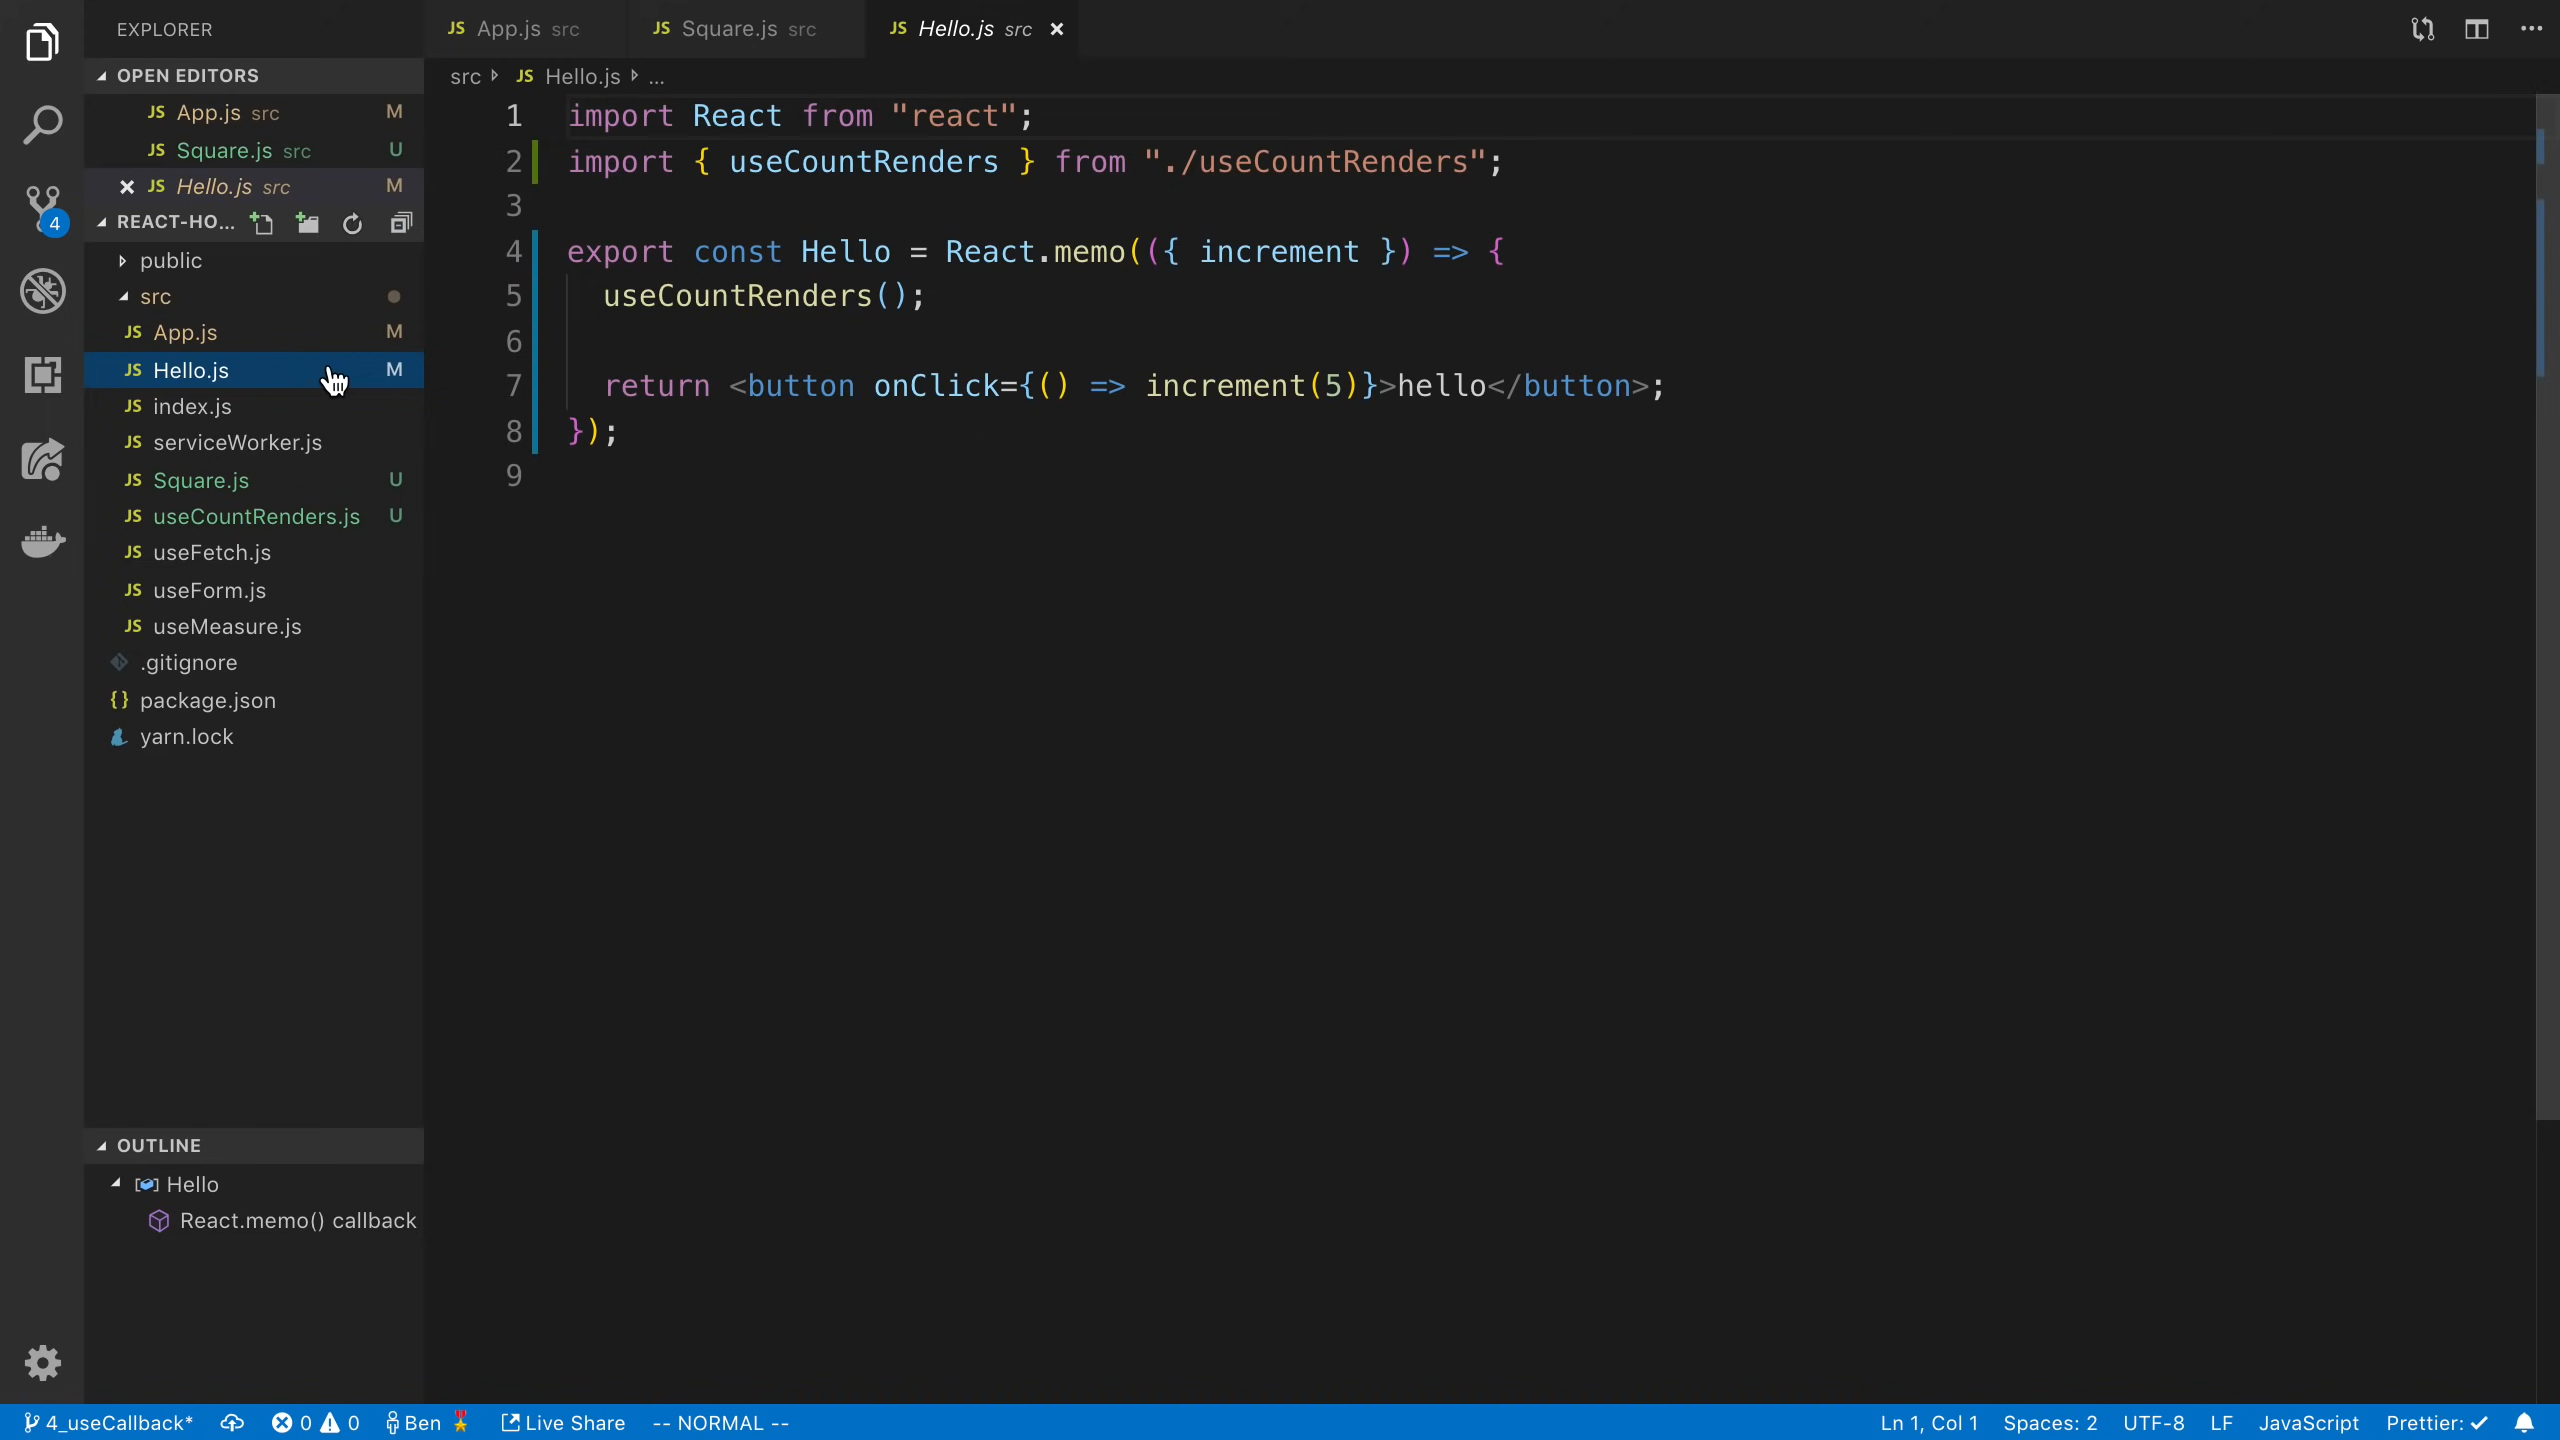 EXPLORER
OPEN EDITORS
JS App.js src M
JS Square.js src U
JS Hello.js src M
REACT-HO...
public
src
JS App.js M
JS Hello.js M
JS index.js
JS serviceWorker.js
JS Square.js U
JS useCountRenders.js U
JS useFetch.js
JS useForm.js
JS useMeasure.js
.gitignore
{} package.json
yarn.lock
4
OUTLINE
Hello
React.memo() callback
JS App.js src JS Square.js src JS Hello.js src
src JS Hello.js ...
1 import React from "react";
2 import { useCountRenders } from "./useCountRenders";
3
4 export const Hello = React.memo(({ increment }) => {
5 useCountRenders();
6
7 return <button onClick={() => increment(5)}>hello</button>;
8 });
9
4_useCallback* 0 0 Ben Live Share -- NORMAL -- Ln 1, Col 1 Spaces: 2 UTF-8 LF JavaScript Prettier: ✓